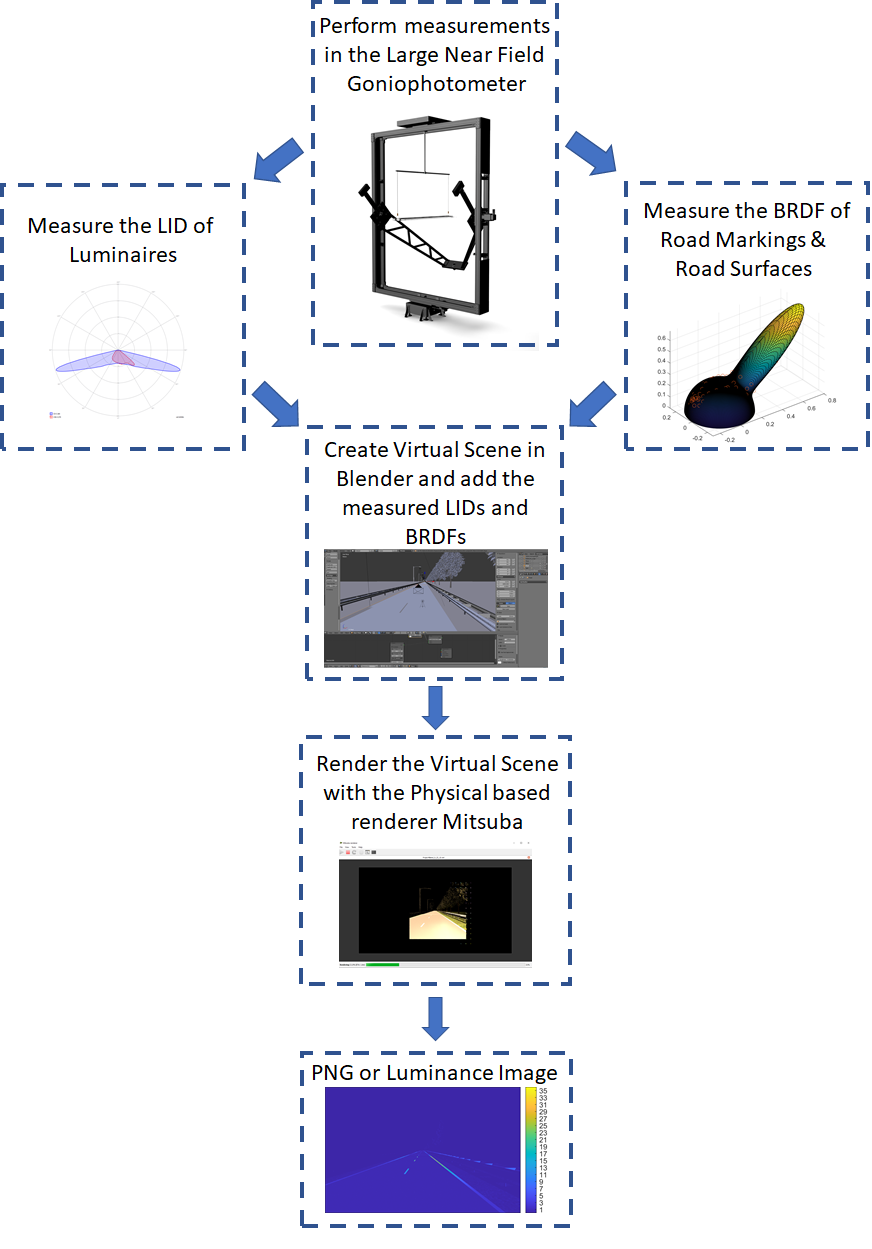 Perform measurements
in the Large Near Field
Goniophotometer
Measure the LID of
Luminaires
Measure the BRDF of
Road Markings &
Road Surfaces
0.6
0.5
0.4
0.3
0.2
0.1
0
0.2
0
-0.2
-0.2
0
0.2
0.4
0.6
0.8
Create Virtual Scene in
Blender and add the
measured LIDs and
BRDFs
Render the Virtual Scene
with the Physical based
renderer Mitsuba
PNG or Luminance Image
35
33
31
29
27
25
23
21
19
17
15
13
11
9
7
5
3
1